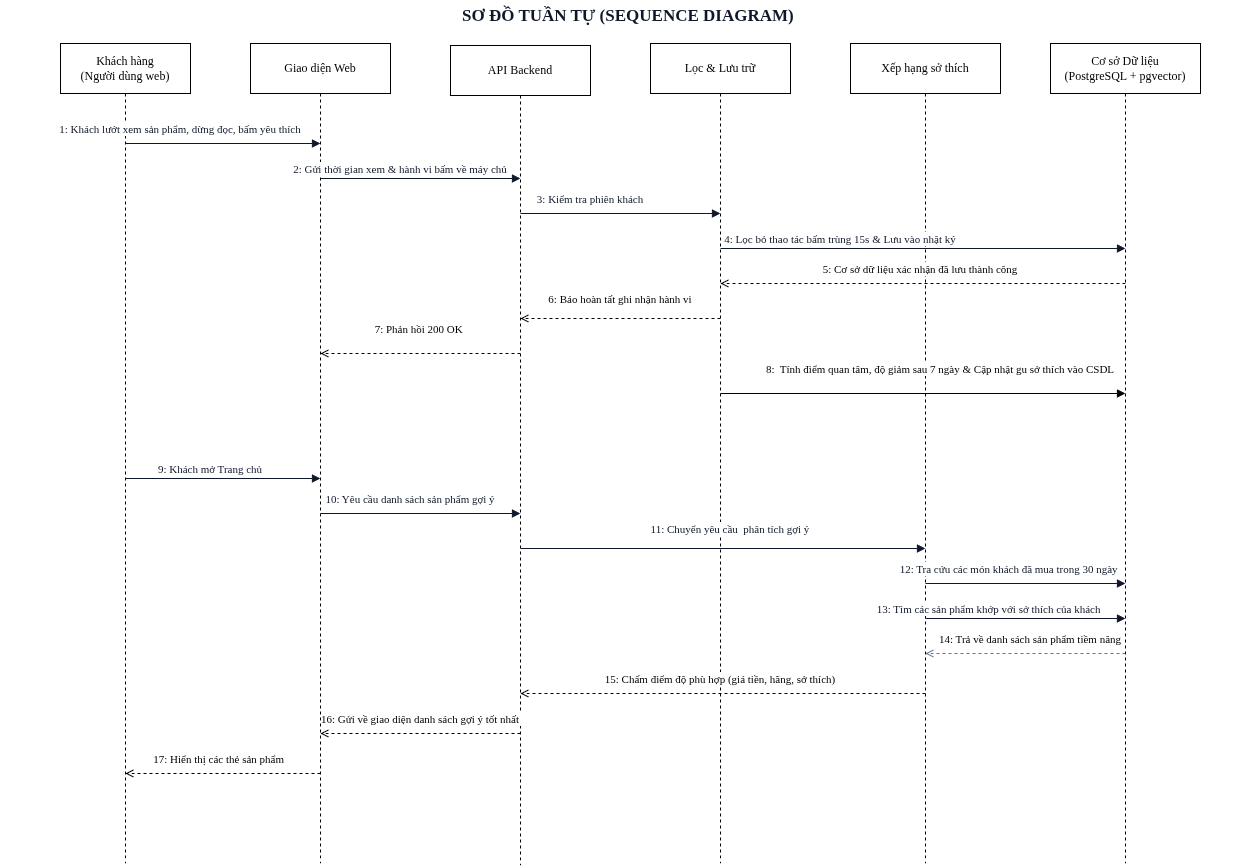 SƠ ĐỒ TUẦN TỰ (SEQUENCE DIAGRAM)
Khách hàng
(Người dùng web)
Giao diện Web
API Backend
Lọc & Lưu trữ
Xếp hạng sở thích
Cơ sở Dữ liệu
(PostgreSQL + pgvector)
1: Khách lướt xem sản phẩm, dừng đọc, bấm yêu thích
2: Gửi thời gian xem & hành vi bấm về máy chủ
3: Kiểm tra phiên khách
4: Lọc bỏ thao tác bấm trùng 15s & Lưu vào nhật ký
5: Cơ sở dữ liệu xác nhận đã lưu thành công
6: Báo hoàn tất ghi nhận hành vi
7: Phản hồi 200 OK
8: Tính điểm quan tâm, độ giảm sau 7 ngày & Cập nhật gu sở thích vào CSDL
9: Khách mở Trang chủ
10: Yêu cầu danh sách sản phẩm gợi ý
11: Chuyển yêu cầu phân tích gợi ý
12: Tra cứu các món khách đã mua trong 30 ngày
13: Tìm các sản phẩm khớp với sở thích của khách
14: Trả về danh sách sản phẩm tiềm năng
15: Chấm điểm độ phù hợp (giá tiền, hãng, sở thích)
16: Gửi về giao diện danh sách gợi ý tốt nhất
17: Hiển thị các thẻ sản phẩm